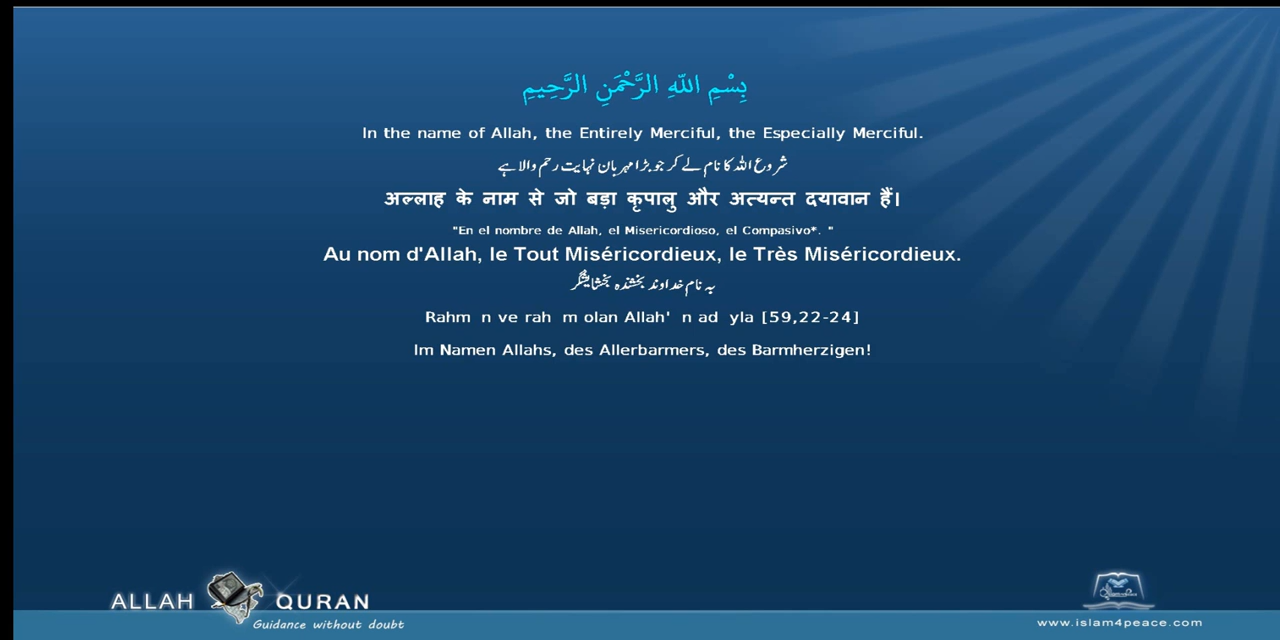 بِسْمِ اللّهِ الرَّحْمَنِ الرَّحِيمِ
In the name of Allah, the Entirely Merciful, the Especially Merciful.
شروع الله کا نام لے کر جو بڑا مہربان نہایت رحم والا ہے
अल्लाह के नाम से जो बड़ा कृपालु और अत्यन्त दयावान हैं।
"En el nombre de Allah, el Misericordioso, el Compasivo*. "
Au nom d'Allah, le Tout Miséricordieux, le Très Miséricordieux.
به نام خداوند بخشنده بخشایشگر
Rahm n ve rah m olan Allah' n ad yla [59,22-24]
Im Namen Allahs, des Allerbarmers, des Barmherzigen!
ALLAH QURAN
Guidance without doubt
www.islam4peace.com